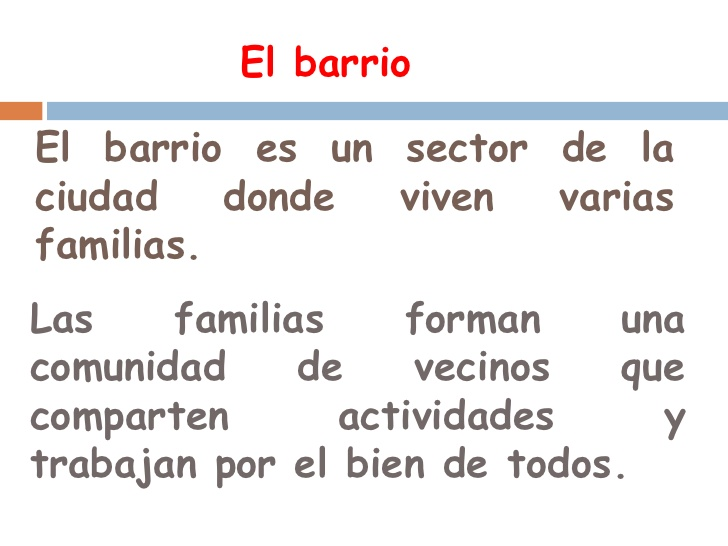 El barrio
El barrio es un sector de la
ciudad donde viven varias
familias.
Las familias forman una
comunidad de vecinos que
comparten actividades y
trabajan por el bien de todos.